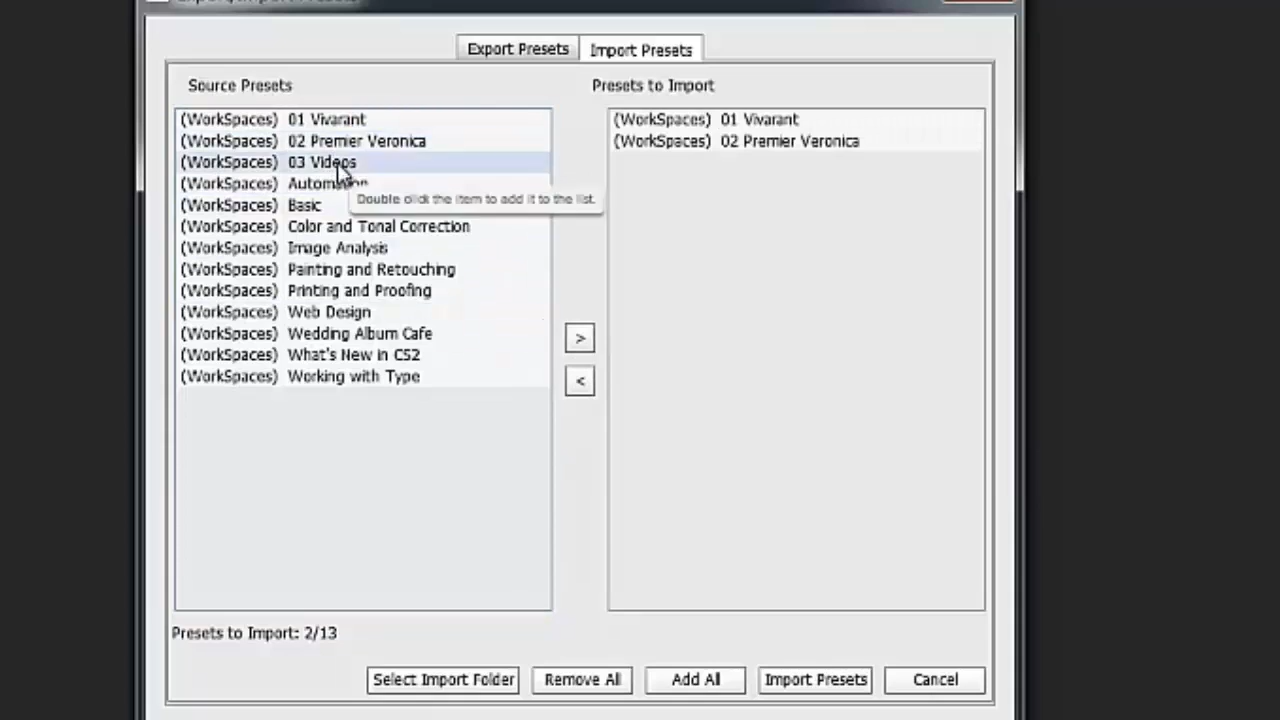 Export Presets
Import Presets
Source Presets
Presets to Import
(WorkSpaces) 01 Vivarant
(WorkSpaces) 02 Premier Veronica
(WorkSpaces) 03 Videos
(WorkSpaces) Automation
(WorkSpaces) Basic
(WorkSpaces) Color and Tonal Correction
(WorkSpaces) Image Analysis
(WorkSpaces) Painting and Retouching
(WorkSpaces) Printing and Proofing
(WorkSpaces) Web Design
(WorkSpaces) Wedding Album Cafe
(WorkSpaces) What's New in CS2
(WorkSpaces) Working with Type
Double click the item to add it to the list.
(WorkSpaces) 01 Vivarant
(WorkSpaces) 02 Premier Veronica
>
<
Presets to Import: 2/13
Select Import Folder
Remove All
Add All
Import Presets
Cancel